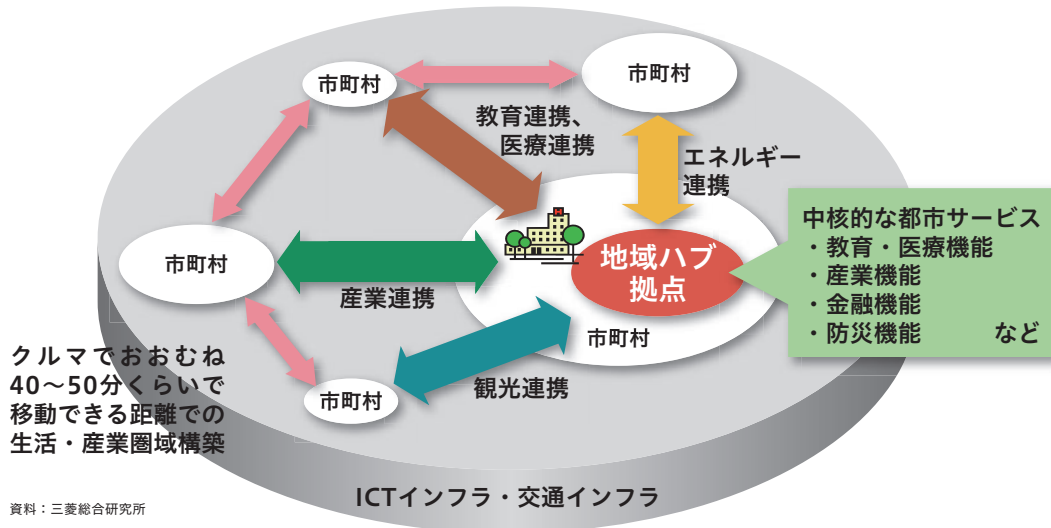 市町村
市町村
教育連携、
医療連携
エネルギー
連携
中核的な都市サービス
・教育・医療機能
・産業機能
・金融機能
・防災機能 など
市町村
地域ハブ
拠点
産業連携
市町村
クルマでおおむね
40〜50分くらいで
移動できる距離での
生活・産業圏域構築
市町村
観光連携
ICTインフラ・交通インフラ
資料：三菱総合研究所